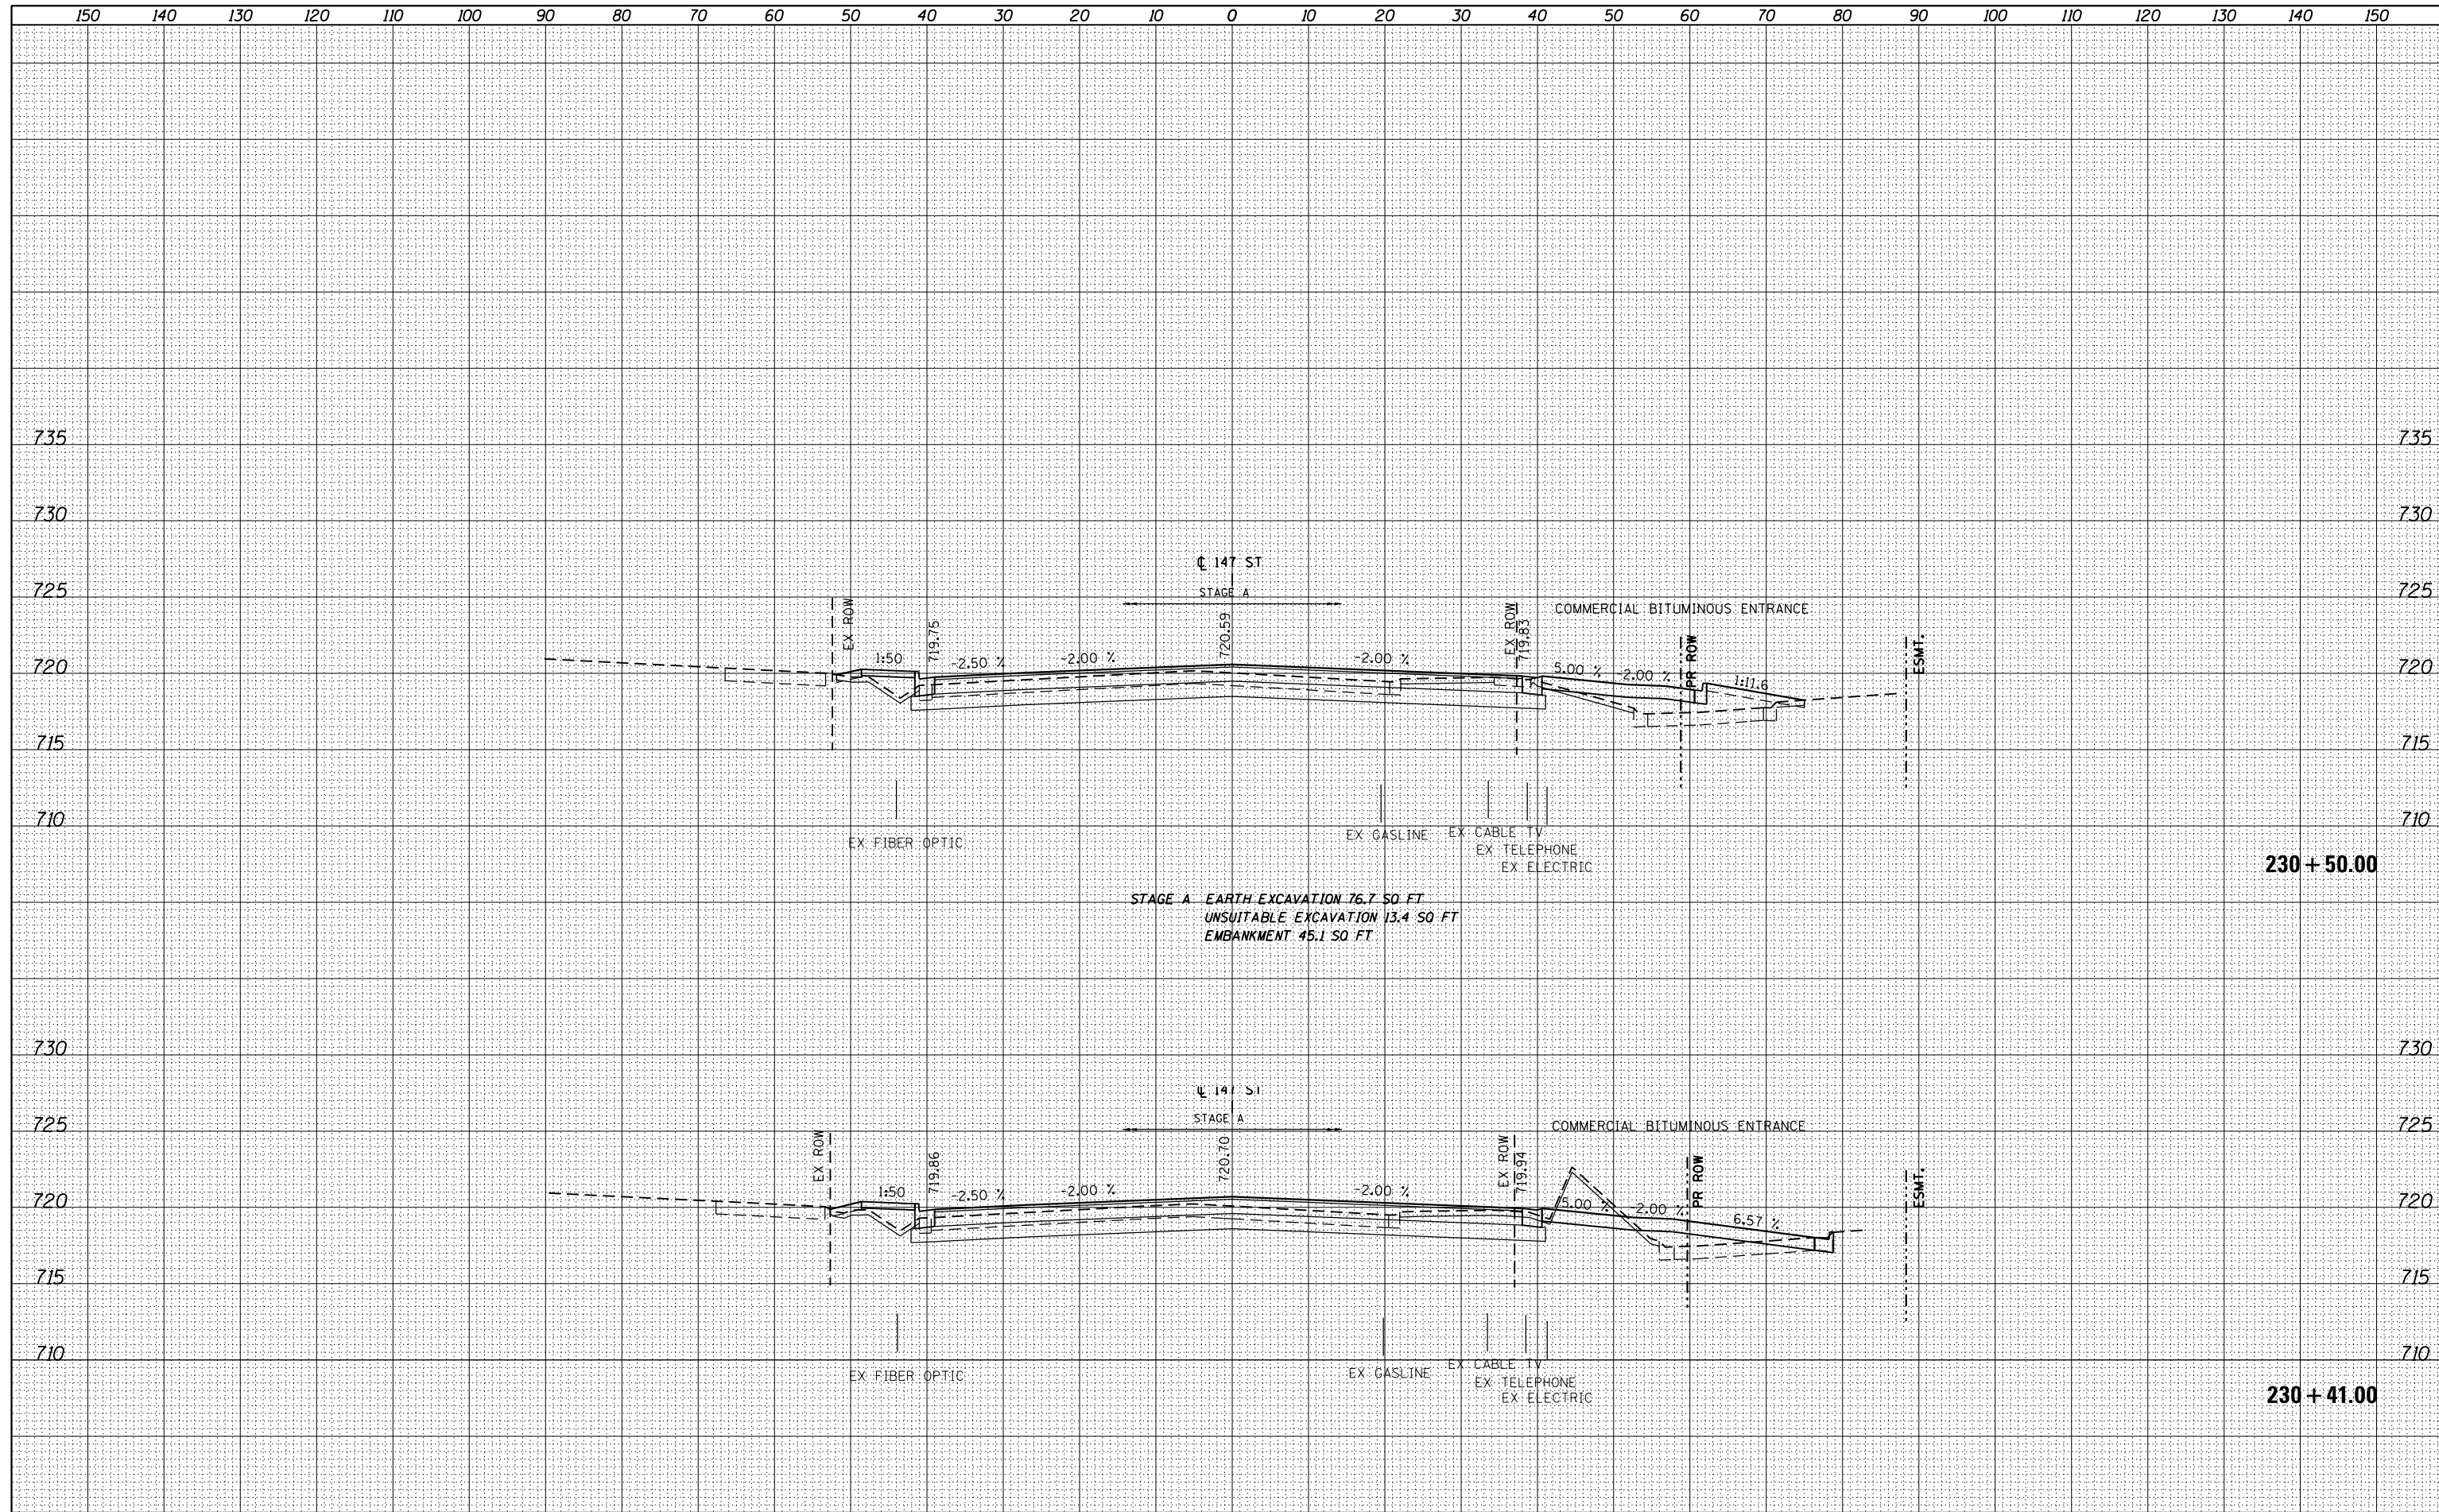 150 140 130 120 110 100 90 80 70 60 50 40 30 20 10 0 10 20 30 40 50 60 70 80 90 100 110 120 130 140 150
735 735
730 730
℄ 147 ST
725 725
STAGE A
EX ROW
719.75
720.59
EX ROW
719.83
COMMERCIAL BITUMINOUS ENTRANCE
PR ROW
ESMT.
720 720
1:50
-2.50 %
-2.00 %
-2.00 %
5.00 %
-2.00 %
1:11.6
715 715
710 710
EX FIBER OPTIC
EX GASLINE
EX CABLE TV
EX TELEPHONE
EX ELECTRIC
230 + 50.00
STAGE A EARTH EXCAVATION 76.7 SQ FT
UNSUITABLE EXCAVATION 13.4 SQ FT
EMBANKMENT 45.1 SQ FT
730 730
℄ 147 ST
725 725
STAGE A
COMMERCIAL BITUMINOUS ENTRANCE
EX ROW
719.86
720.70
EX ROW
719.94
PR ROW
ESMT.
720 720
1:50
-2.50 %
-2.00 %
-2.00 %
-5.00 %
-2.00 %
6.57 %
715 715
710 710
EX FIBER OPTIC
EX GASLINE
EX CABLE TV
EX TELEPHONE
EX ELECTRIC
230 + 41.00